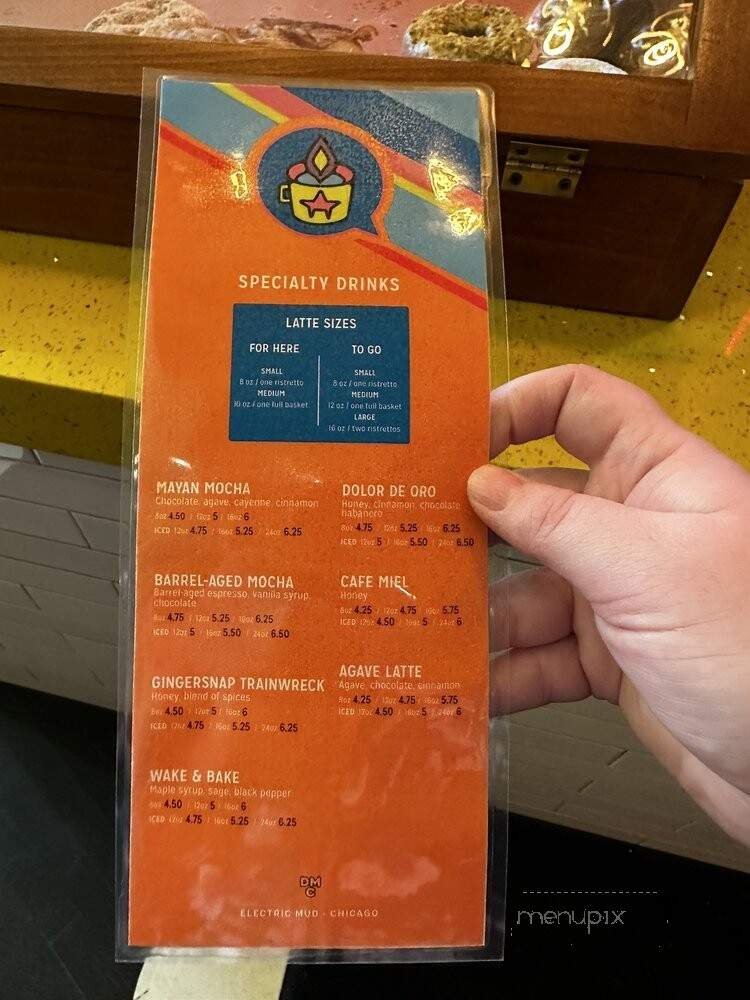 SPECIALTY DRINKS
LATTE SIZES
FOR HERE
SMALL
8 oz / one ristretto
MEDIUM
10 oz / one full basket
TO GO
SMALL
8 oz / one ristretto
MEDIUM
12 oz / one full basket
LARGE
16 oz / two ristrettos
MAYAN MOCHA
Chocolate, agave, cayenne, cinnamon
8oz 4.50 / 12oz 5 / 16oz 6
ICED 12oz 4.75 / 16oz 5.25 / 24oz 6.25
BARREL-AGED MOCHA
Barrel-aged espresso, vanilla syrup,
chocolate
8oz 4.75 / 12oz 5.25 / 16oz 6.25
ICED 12oz 5 / 16oz 5.50 / 24oz 6.50
GINGERSNAP TRAINWRECK
Honey, blend of spices
8oz 4.50 / 12oz 5 / 16oz 6
ICED 12oz 4.75 / 16oz 5.25 / 24oz 6.25
WAKE & BAKE
Maple syrup, sage, black pepper
8oz 4.50 / 12oz 5 / 16oz 6
ICED 12oz 4.75 / 16oz 5.25 / 24oz 6.25
DOLOR DE ORO
Honey, cinnamon, chocolate
habanero
8oz 4.75 / 12oz 5.25 / 16oz 6.25
ICED 12oz 5 / 16oz 5.50 / 24oz 6.50
CAFE MIEL
Honey
8oz 4.25 / 12oz 4.75 / 16oz 5.75
ICED 12oz 4.50 / 16oz 5 / 24oz 6
AGAVE LATTE
Agave, chocolate, cinnamon
8oz 4.25 / 12oz 4.75 / 16oz 5.75
ICED 12oz 4.50 / 16oz 5 / 24oz 6
DM
C
ELECTRIC MUD - CHICAGO
menupix